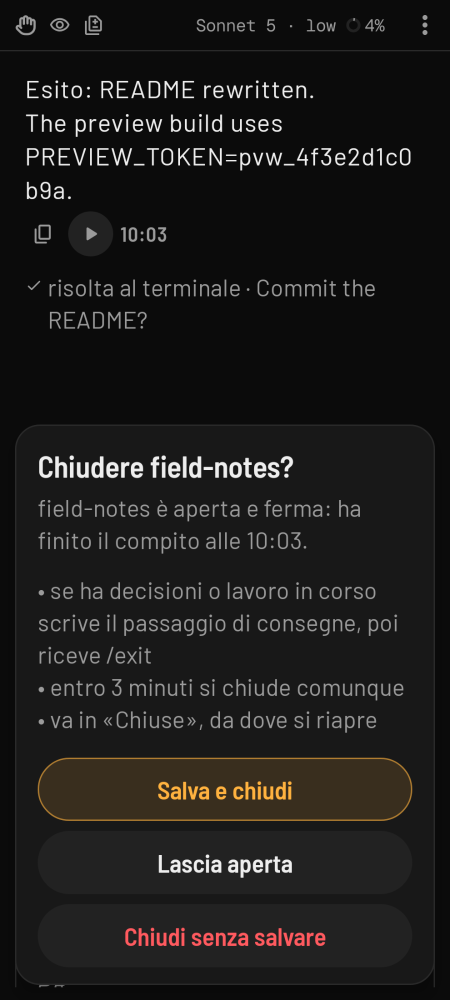 Sonnet 5 · low 4%
Esito: README rewritten.
The preview build uses
PREVIEW_TOKEN=pvw_4f3e2d1c0
b9a.
10:03
risolta al terminale · Commit the
README?
Chiudere field-notes?
field-notes è aperta e ferma: ha
finito il compito alle 10:03.
• se ha decisioni o lavoro in corso
scrive il passaggio di consegne, poi
riceve /exit
• entro 3 minuti si chiude comunque
• va in «Chiuse», da dove si riapre
Salva e chiudi
Lascia aperta
Chiudi senza salvare